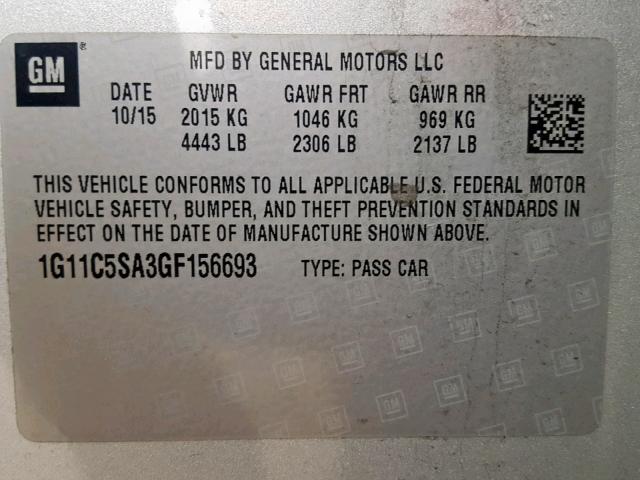 GM
MFD BY GENERAL MOTORS LLC
DATE GVWR GAWR FRT GAWR RR
10/15 2015 KG 1046 KG 969 KG
4443 LB 2306 LB 2137 LB
THIS VEHICLE CONFORMS TO ALL APPLICABLE U.S. FEDERAL MOTOR
VEHICLE SAFETY, BUMPER, AND THEFT PREVENTION STANDARDS IN
EFFECT ON THE DATE OF MANUFACTURE SHOWN ABOVE.
1G11C5SA3GF156693 TYPE: PASS CAR